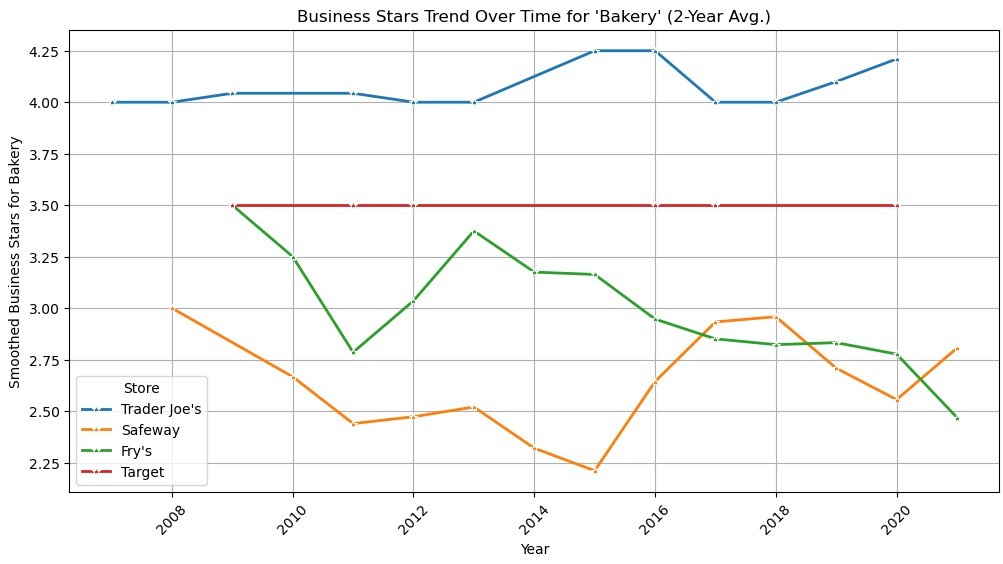 Business Stars Trend Over Time for 'Bakery' (2-Year Avg.)
Smoothed Business Stars for Bakery
4.25
4.00
3.75
3.50
3.25
3.00
2.75
2.50
2.25
Store
Trader Joe's
Safeway
Fry's
Target
2008
2010
2012
2014
2016
2018
2020
Year